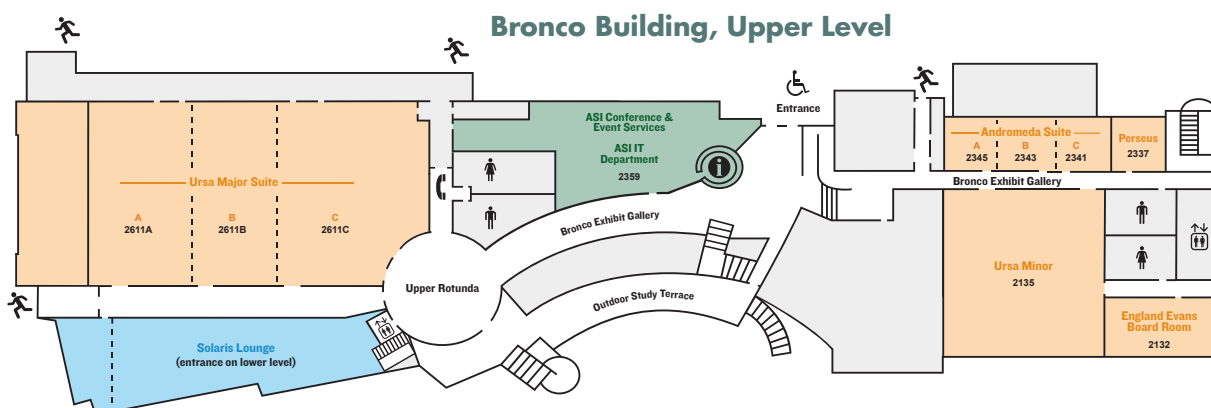 Bronco Building, Upper Level
Entrance
ASI Conference &
Event Services
ASI IT
Department
2359
i
Andromeda Suite
A
2345
B
2343
C
2341
Perseus
2337
Bronco Exhibit Gallery
Ursa Major Suite
A
2611A
B
2611B
C
2611C
Bronco Exhibit Gallery
Upper Rotunda
Outdoor Study Terrace
Ursa Minor
2135
England Evans
Board Room
2132
Solaris Lounge
(entrance on lower level)